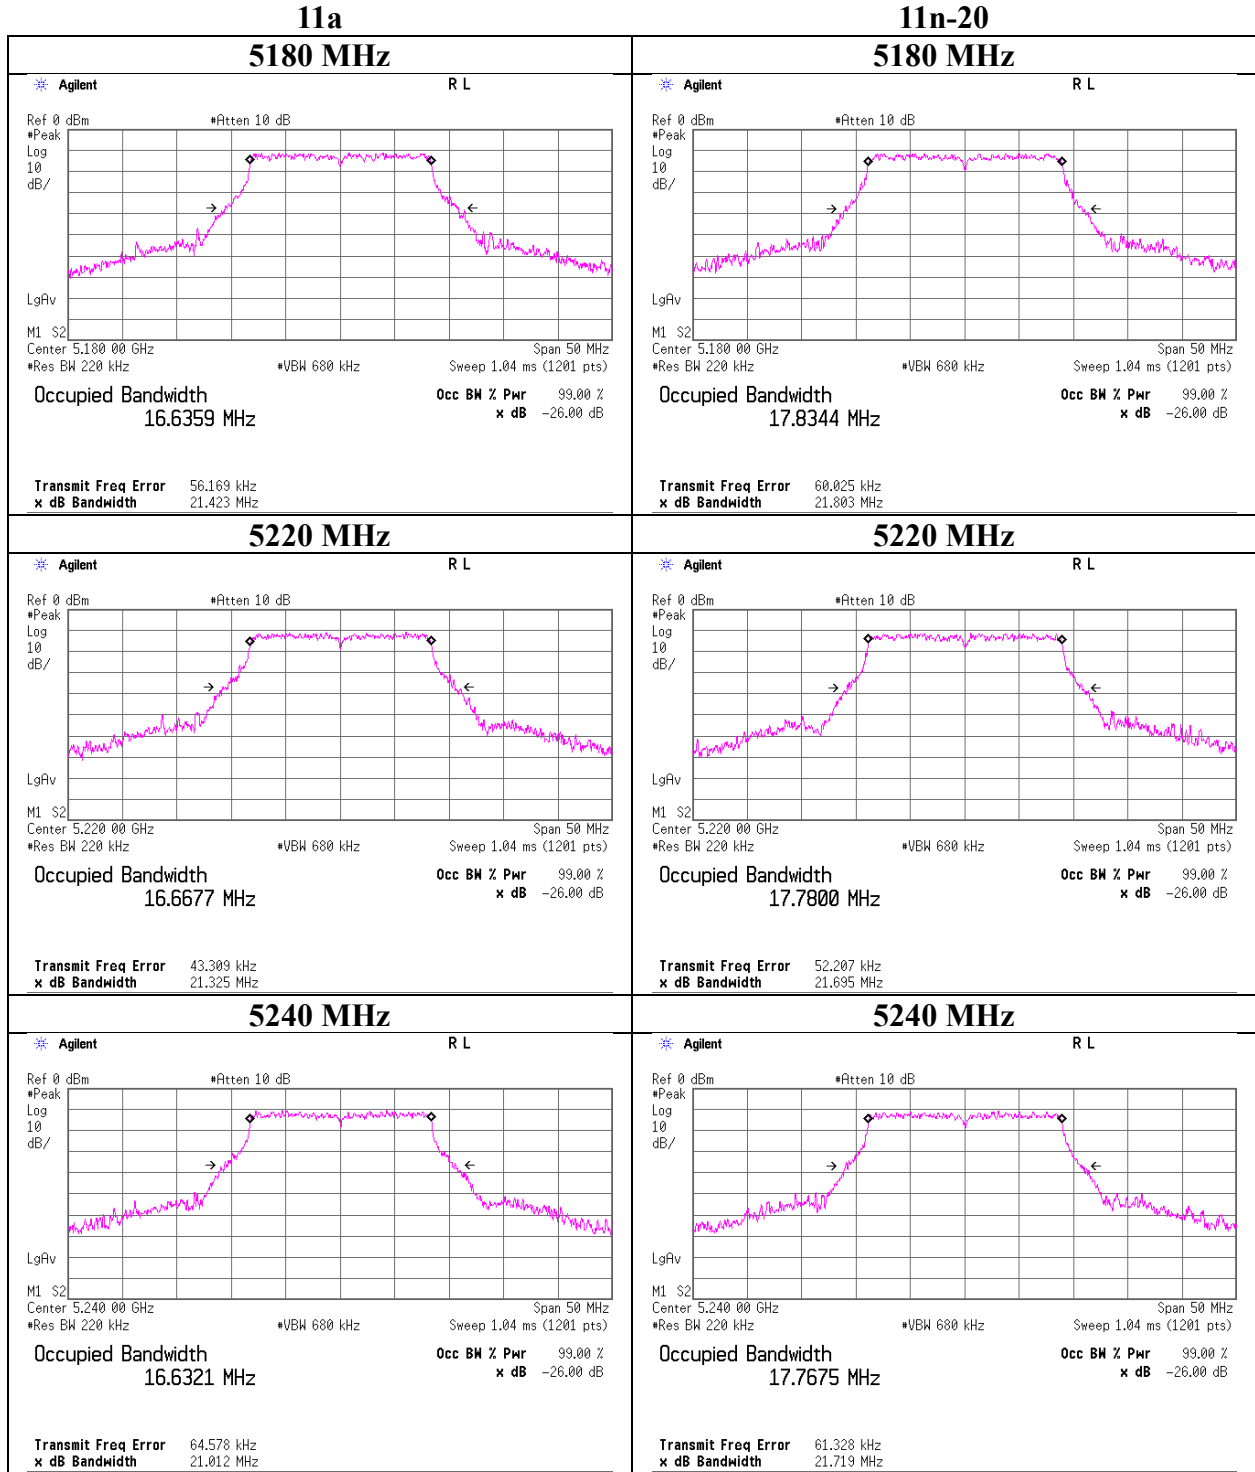 11a 11n-20
5180 MHz 5180 MHz
Agilent R L
Ref 0 dBm #Atten 10 dB
#Peak
Log
10
dB/
LgAv
M1 S2
Center 5.180 00 GHz Span 50 MHz
#Res BW 220 kHz #VBW 680 kHz Sweep 1.04 ms (1201 pts)
Occupied Bandwidth Occ BW % Pwr 99.00 %
16.6359 MHz x dB -26.00 dB
Transmit Freq Error 56.169 kHz
x dB Bandwidth 21.423 MHz
Agilent R L
Ref 0 dBm #Atten 10 dB
#Peak
Log
10
dB/
LgAv
M1 S2
Center 5.180 00 GHz Span 50 MHz
#Res BW 220 kHz #VBW 680 kHz Sweep 1.04 ms (1201 pts)
Occupied Bandwidth Occ BW % Pwr 99.00 %
17.8344 MHz x dB -26.00 dB
Transmit Freq Error 60.025 kHz
x dB Bandwidth 21.803 MHz
5220 MHz 5220 MHz
Agilent R L
Ref 0 dBm #Atten 10 dB
#Peak
Log
10
dB/
LgAv
M1 S2
Center 5.220 00 GHz Span 50 MHz
#Res BW 220 kHz #VBW 680 kHz Sweep 1.04 ms (1201 pts)
Occupied Bandwidth Occ BW % Pwr 99.00 %
16.6677 MHz x dB -26.00 dB
Transmit Freq Error 43.309 kHz
x dB Bandwidth 21.325 MHz
Agilent R L
Ref 0 dBm #Atten 10 dB
#Peak
Log
10
dB/
LgAv
M1 S2
Center 5.220 00 GHz Span 50 MHz
#Res BW 220 kHz #VBW 680 kHz Sweep 1.04 ms (1201 pts)
Occupied Bandwidth Occ BW % Pwr 99.00 %
17.7800 MHz x dB -26.00 dB
Transmit Freq Error 52.207 kHz
x dB Bandwidth 21.695 MHz
5240 MHz 5240 MHz
Agilent R L
Ref 0 dBm #Atten 10 dB
#Peak
Log
10
dB/
LgAv
M1 S2
Center 5.240 00 GHz Span 50 MHz
#Res BW 220 kHz #VBW 680 kHz Sweep 1.04 ms (1201 pts)
Occupied Bandwidth Occ BW % Pwr 99.00 %
16.6321 MHz x dB -26.00 dB
Transmit Freq Error 64.578 kHz
x dB Bandwidth 21.012 MHz
Agilent R L
Ref 0 dBm #Atten 10 dB
#Peak
Log
10
dB/
LgAv
M1 S2
Center 5.240 00 GHz Span 50 MHz
#Res BW 220 kHz #VBW 680 kHz Sweep 1.04 ms (1201 pts)
Occupied Bandwidth Occ BW % Pwr 99.00 %
17.7675 MHz x dB -26.00 dB
Transmit Freq Error 61.328 kHz
x dB Bandwidth 21.719 MHz